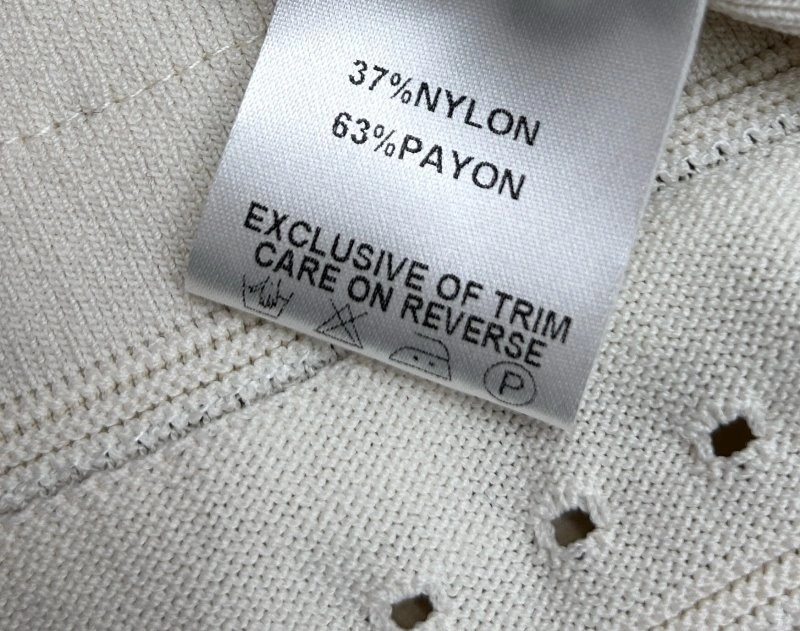 37%NYLON
63%PAYON
EXCLUSIVE OF TRIM
CARE ON REVERSE
P